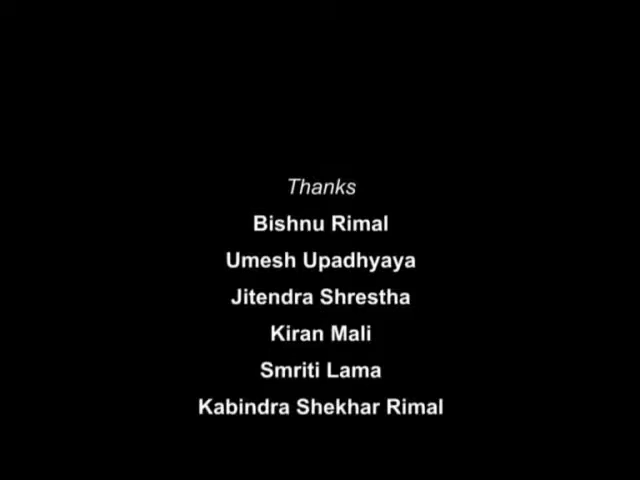 Thanks
Bishnu Rimal
Umesh Upadhyaya
Jitendra Shrestha
Kiran Mali
Smriti Lama
Kabindra Shekhar Rimal